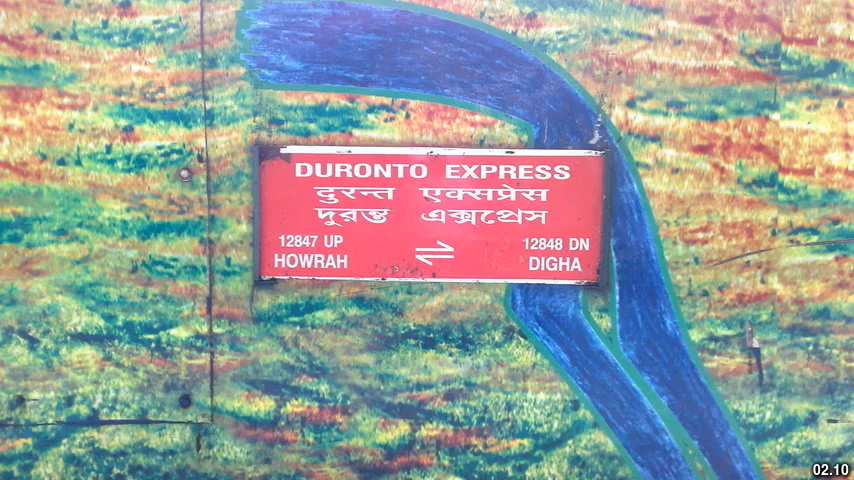 DURONTO EXPRESS
दुरन्त एक्सप्रेस
দুরন্ত এক্সপ্রেস
12847 UP 12848 DN
HOWRAH DIGHA
02.10